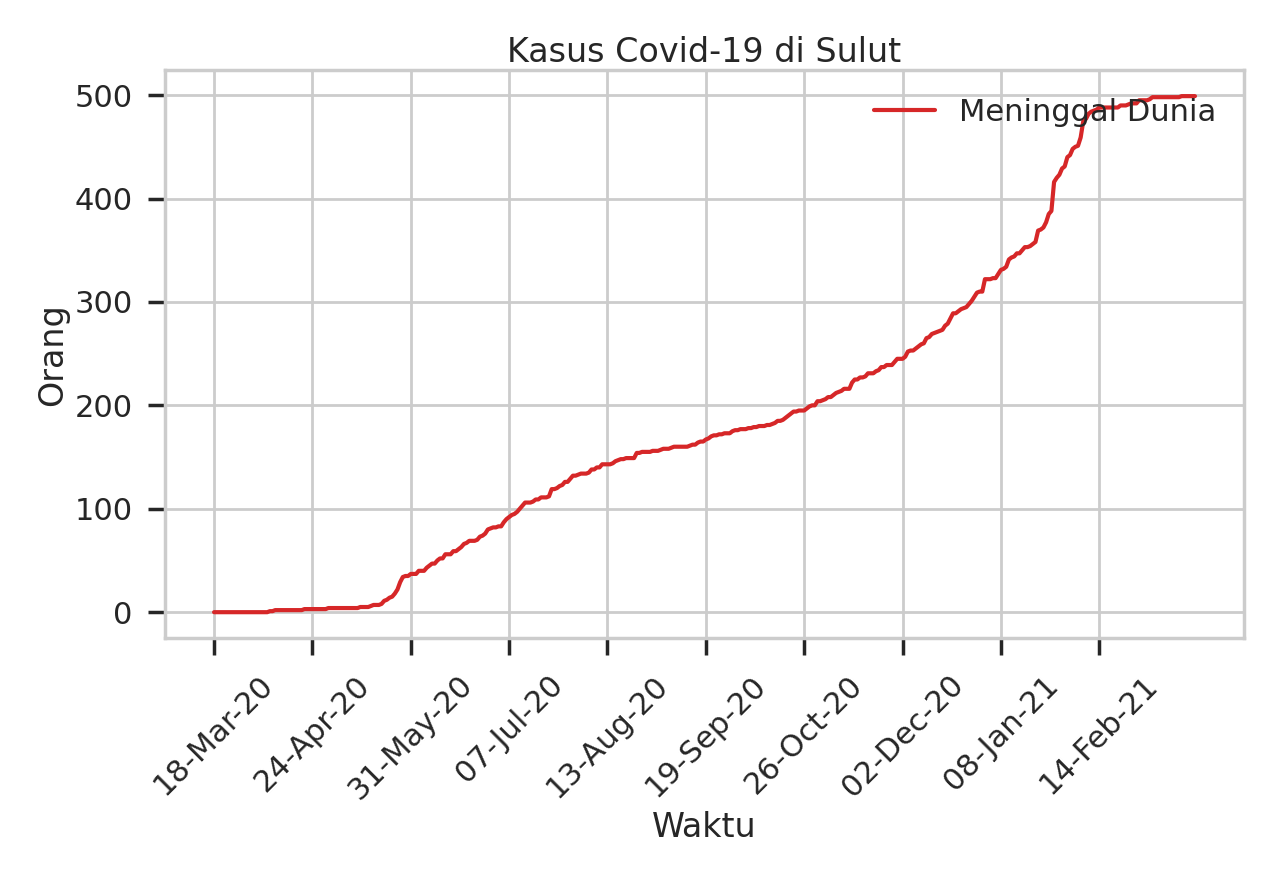 Kasus Covid-19 di Sulut
Meninggal Dunia
Orang
500
400
300
200
100
0
18-Mar-20
24-Apr-20
31-May-20
07-Jul-20
13-Aug-20
19-Sep-20
26-Oct-20
02-Dec-20
08-Jan-21
14-Feb-21
Waktu